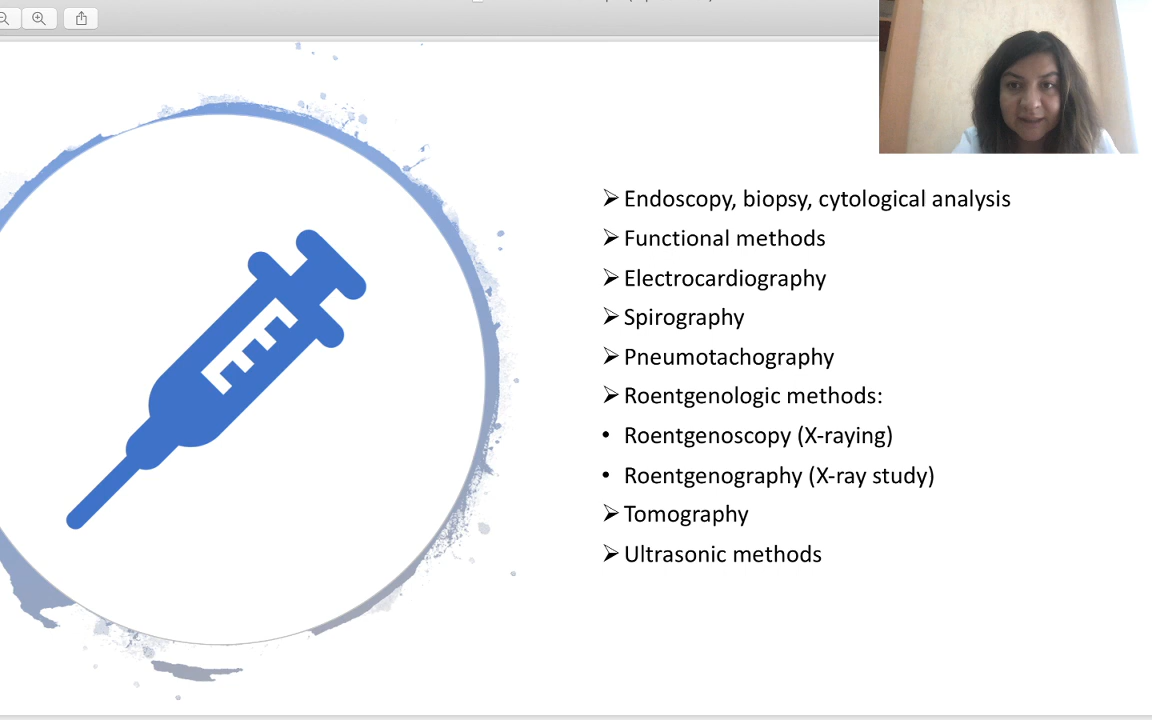 Endoscopy, biopsy, cytological analysis
Functional methods
Electrocardiography
Spirography
Pneumotachography
Roentgenologic methods:
Roentgenoscopy (X-raying)
Roentgenography (X-ray study)
Tomography
Ultrasonic methods